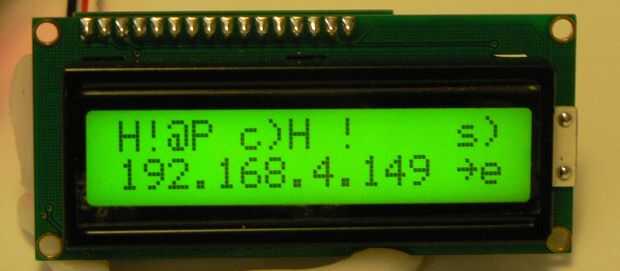 H!@P c)H !     s)
192.168.4.149 →e